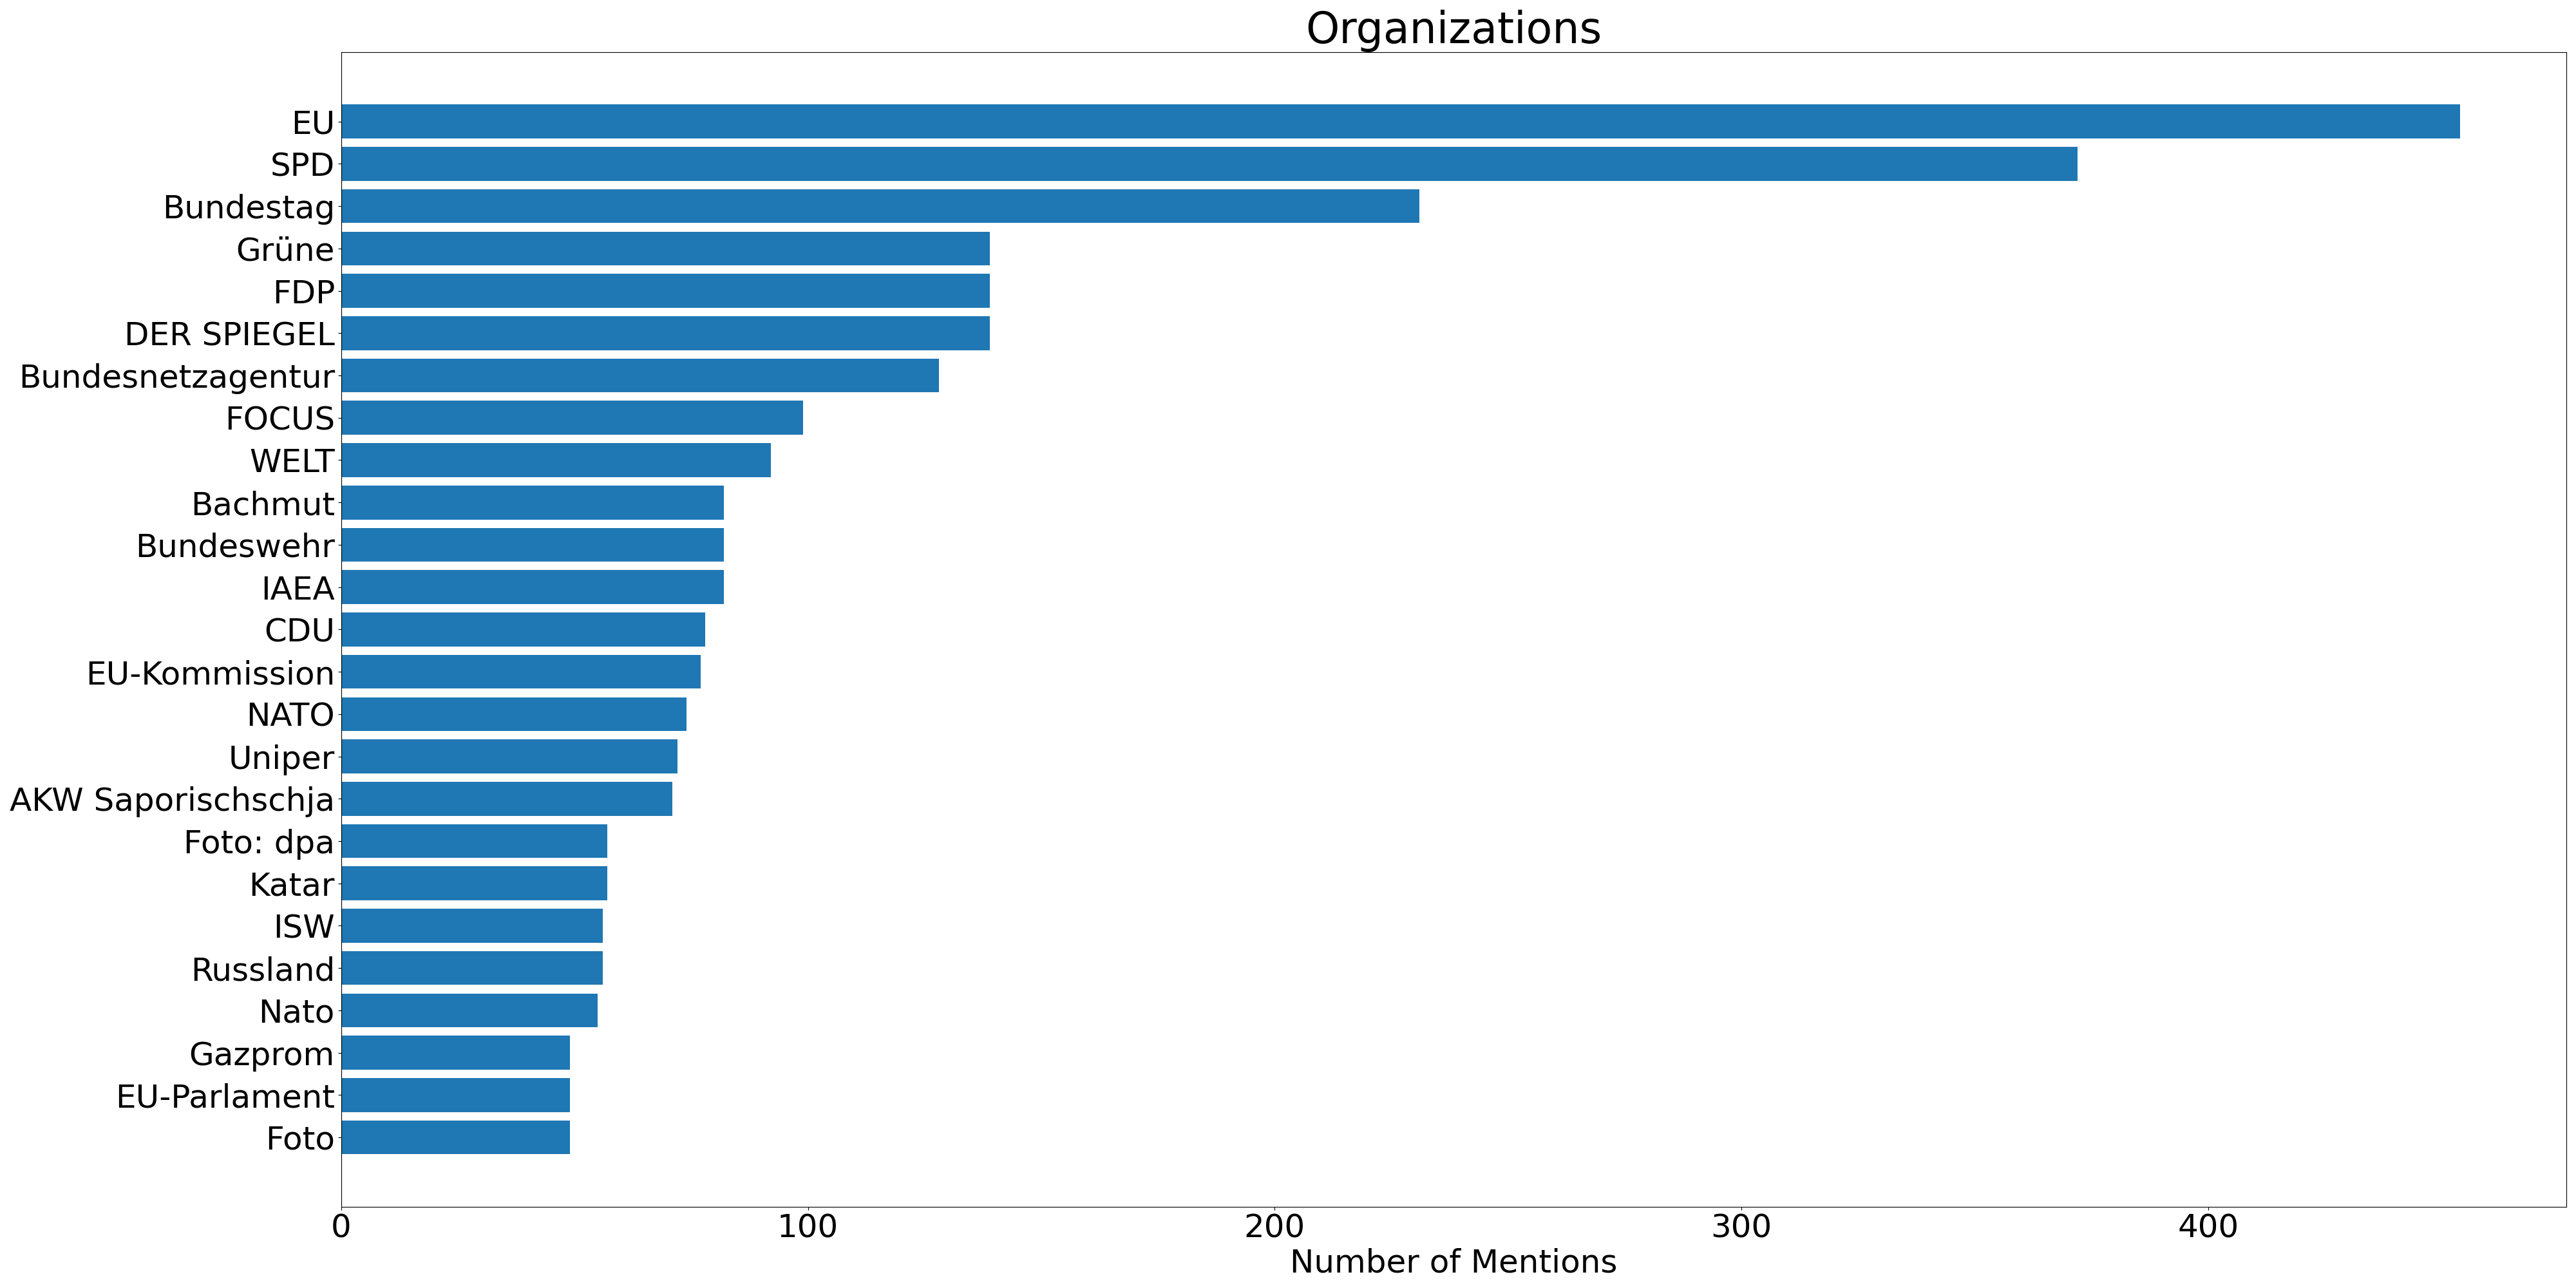 Organizations
EU
SPD
Bundestag
Grüne
FDP
DER SPIEGEL
Bundesnetzagentur
FOCUS
WELT
Bachmut
Bundeswehr
IAEA
CDU
EU-Kommission
NATO
Uniper
AKW Saporischschja
Foto: dpa
Katar
ISW
Russland
Nato
Gazprom
EU-Parlament
Foto
0 100 200 300 400
Number of Mentions